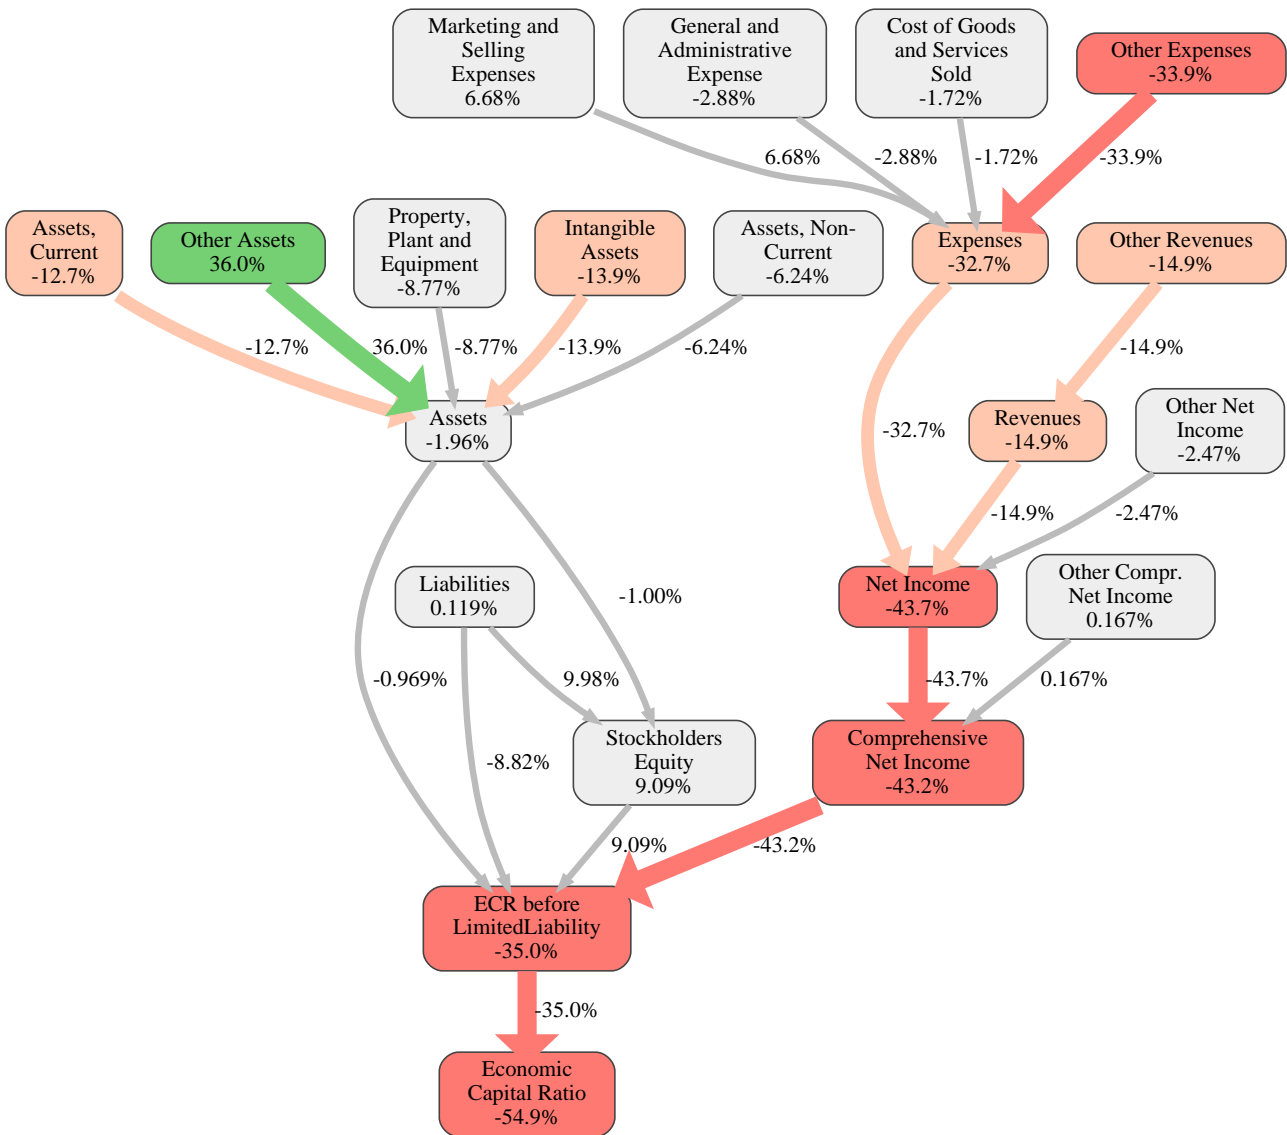 Marketing and
Selling
Expenses
6.68%
General and
Administrative
Expense
-2.88%
Cost of Goods
and Services
Sold
-1.72%
Other Expenses
-33.9%
6.68%
-2.88%
-1.72%
-33.9%
Assets,
Current
-12.7%
Other Assets
36.0%
Property,
Plant and
Equipment
-8.77%
Intangible
Assets
-13.9%
Assets, Non-
Current
-6.24%
Expenses
-32.7%
Other Revenues
-14.9%
-12.7%
36.0%
-8.77%
-13.9%
-6.24%
-14.9%
Assets
-1.96%
-32.7%
Revenues
-14.9%
Other Net
Income
-2.47%
-14.9%
-2.47%
Liabilities
0.119%
-1.00%
Net Income
-43.7%
Other Compr.
Net Income
0.167%
-0.969%
9.98%
-43.7%
0.167%
-8.82%
Stockholders
Equity
9.09%
Comprehensive
Net Income
-43.2%
9.09%
-43.2%
ECR before
LimitedLiability
-35.0%
-35.0%
Economic
Capital Ratio
-54.9%